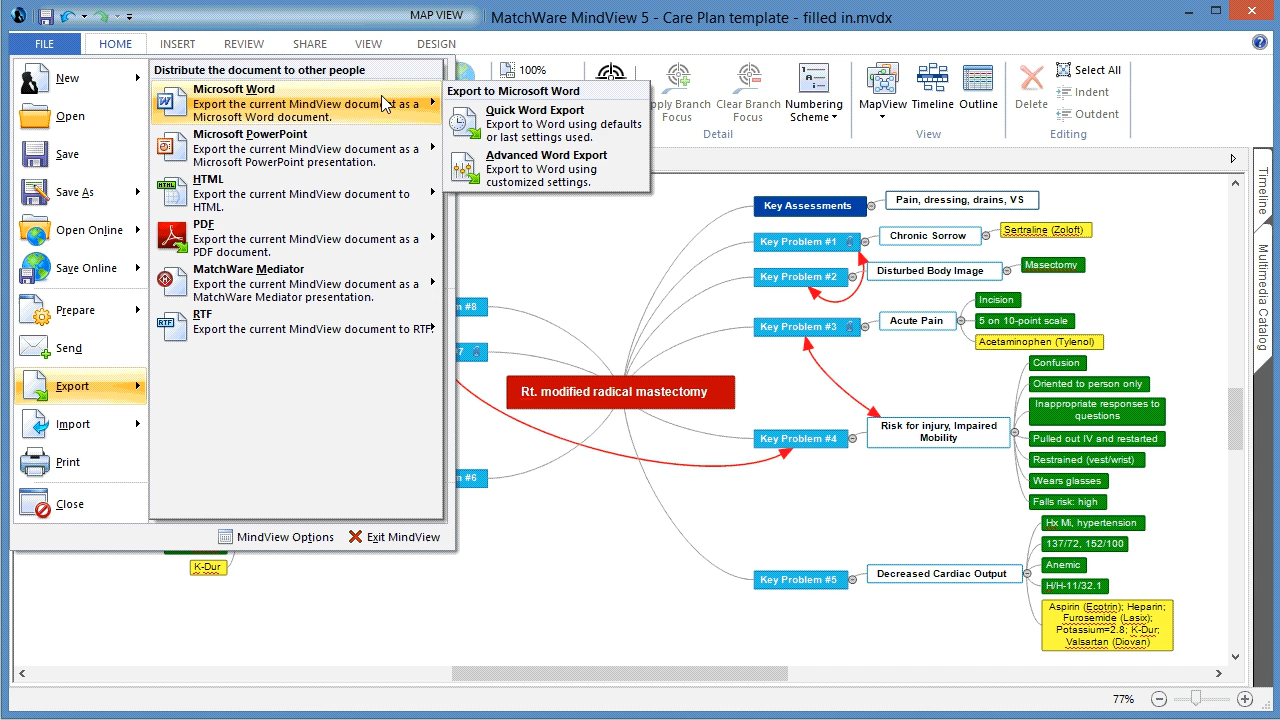 MAP VIEW
MatchWare MindView 5 - Care Plan template - filled in.mvdx
FILE
HOME
INSERT
REVIEW
SHARE
VIEW
DESIGN
New
Open
Save
Save As
Open Online
Save Online
Prepare
Send
Export
Import
Print
Close
Distribute the document to other people
Microsoft Word
Export the current MindView document as a
Microsoft Word document.
Microsoft PowerPoint
Export the current MindView document as a
Microsoft PowerPoint presentation.
HTML
HTML
Export the current MindView document to
HTML.
PDF
Export the current MindView document as a
PDF document.
MatchWare Mediator
Export the current MindView document as a
MatchWare Mediator presentation.
RTF
RTF
Export the current MindView document to RTF
MindView Options
Exit MindView
Export to Microsoft Word
Quick Word Export
Export to Word using defaults
or last settings used.
Advanced Word Export
Export to Word using
customized settings.
100%
Branch
Focus
Clear Branch
Focus
Numbering
Scheme
Detail
MapView
Timeline
Outline
View
Delete
Select All
Indent
Outdent
Editing
Timeline
Multimedia Catalog
Rt. modified radical mastectomy
Key Assessments
Pain, dressing, drains, VS
Key Problem #1
Chronic Sorrow
Sertraline (Zoloft)
Key Problem #2
Disturbed Body Image
Masectomy
Key Problem #3
Acute Pain
Incision
5 on 10-point scale
Acetaminophen (Tylenol)
Key Problem #4
Risk for injury, Impaired
Mobility
Confusion
Oriented to person only
Inappropriate responses to
questions
Pulled out IV and restarted
Restrained (vest/wrist)
Wears glasses
Falls risk: high
Key Problem #5
Decreased Cardiac Output
Hx Mi, hypertension
137/72, 152/100
Anemic
H/H-11/32.1
Aspirin (Ecotrin); Heparin;
Furosemide (Lasix);
Potassium=2.8; K-Dur;
Valsartan (Diovan)
#8
#6
K-Dur
77%